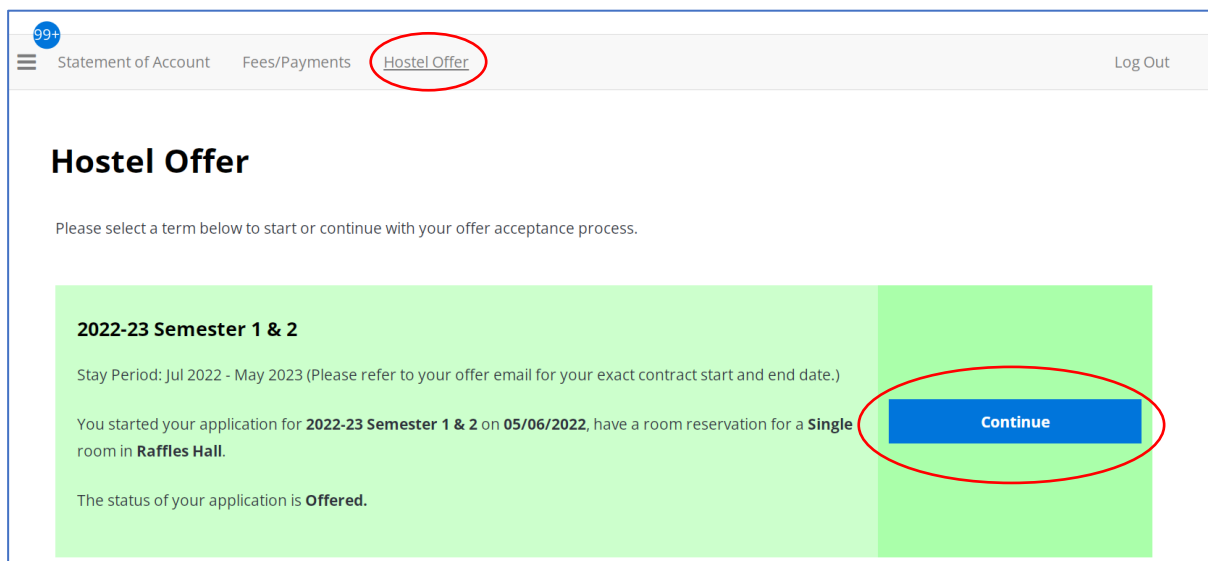 99+
Statement of Account Fees/Payments Hostel Offer Log Out
Hostel Offer
Please select a term below to start or continue with your offer acceptance process.
2022-23 Semester 1 & 2
Stay Period: Jul 2022 - May 2023 (Please refer to your offer email for your exact contract start and end date.)
You started your application for 2022-23 Semester 1 & 2 on 05/06/2022, have a room reservation for a Single
room in Raffles Hall.
The status of your application is Offered.
Continue